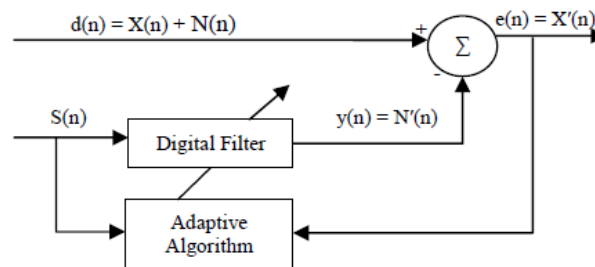 d(n) = X(n) + N(n)
+
Σ
e(n) = X′(n)
-
S(n)
Digital Filter
y(n) = N′(n)
Adaptive
Algorithm